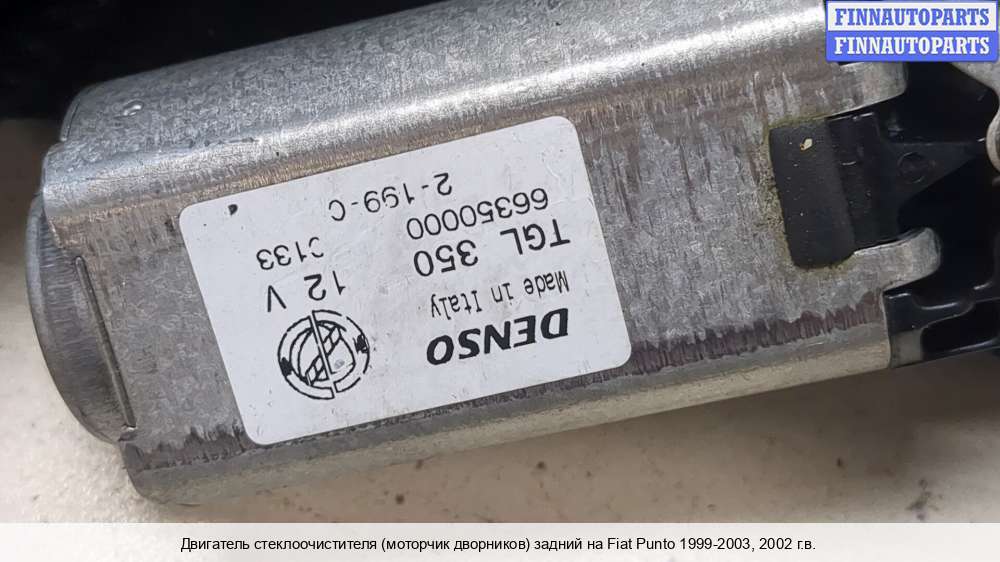 FINNAUTOPARTS
FINNAUTOPARTS
DENSO
Made in Italy
TGL 350
12 V
66350000
2-199-C
Двигатель стеклоочистителя (моторчик дворников) задний на Fiat Punto 1999-2003, 2002 г.в.